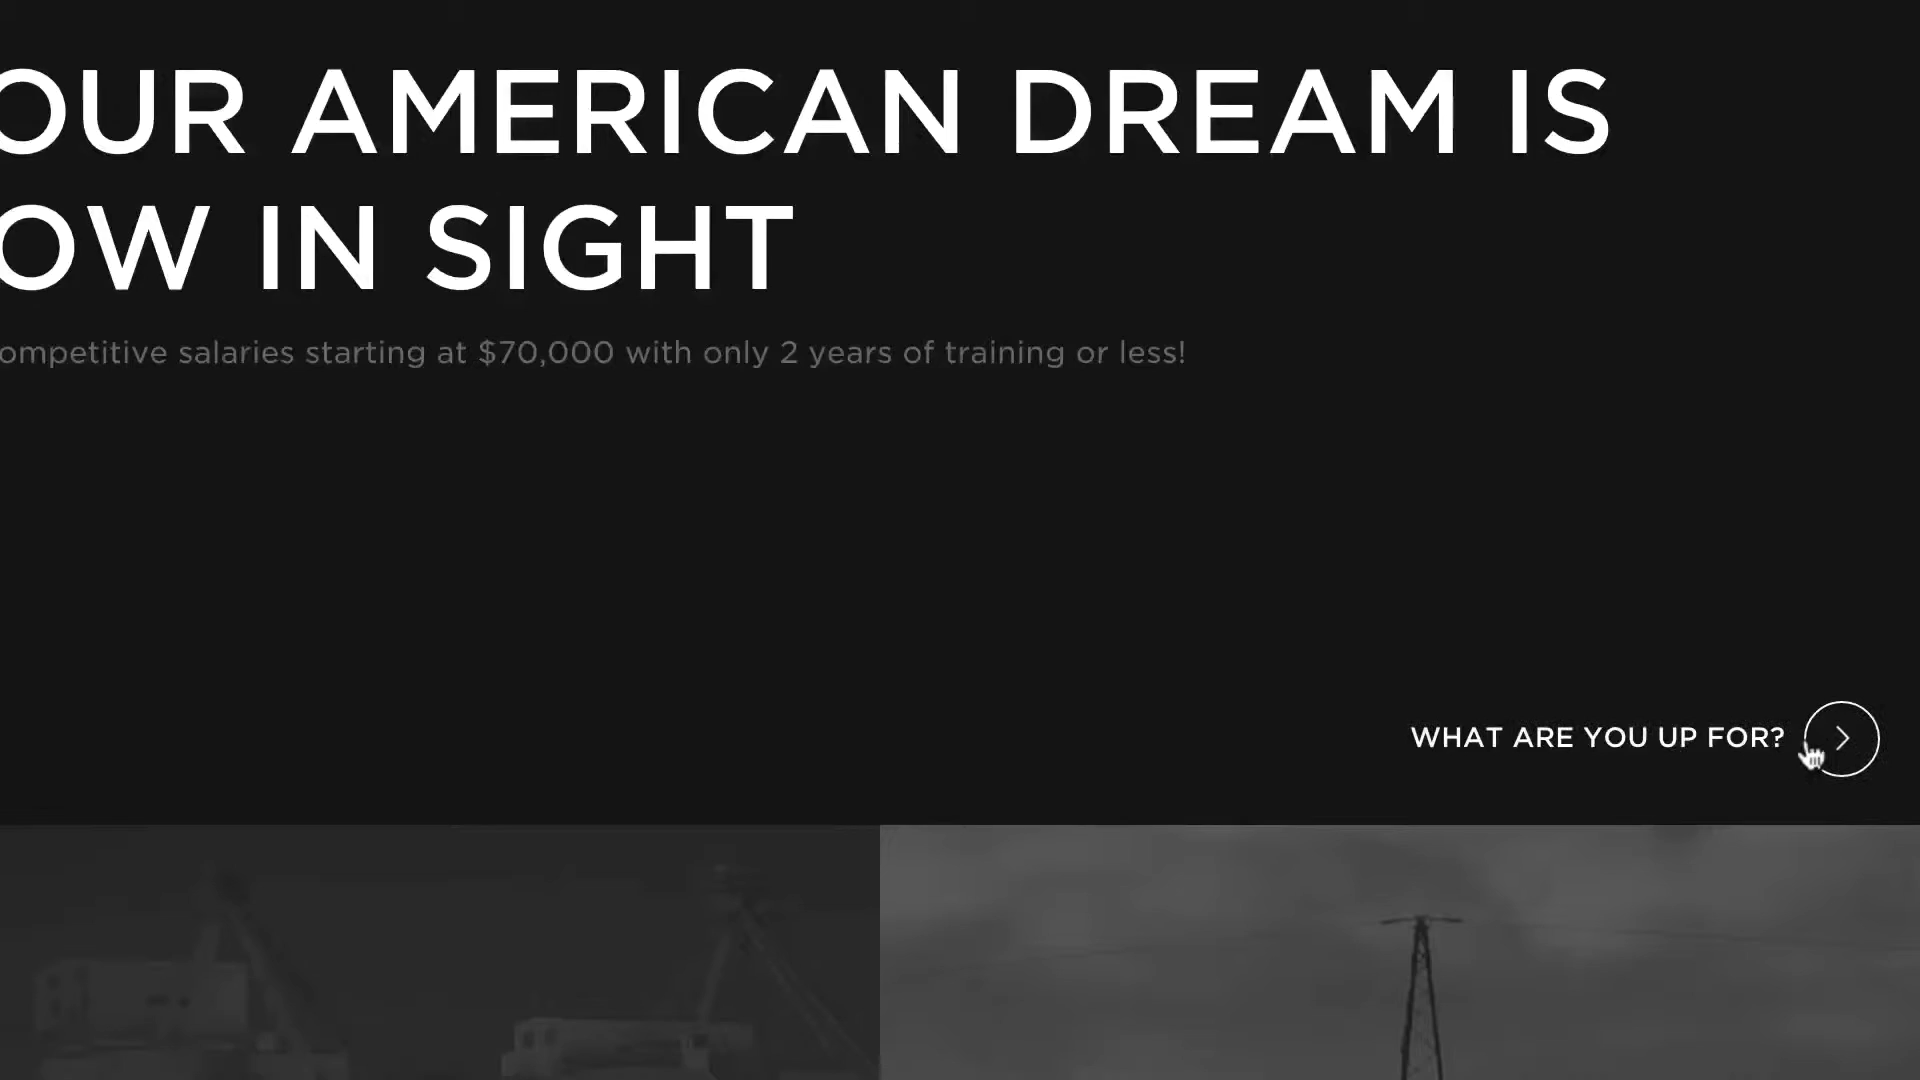 OUR AMERICAN DREAM IS
OW IN SIGHT
ompetitive salaries starting at $70,000 with only 2 years of training or less!
WHAT ARE YOU UP FOR?